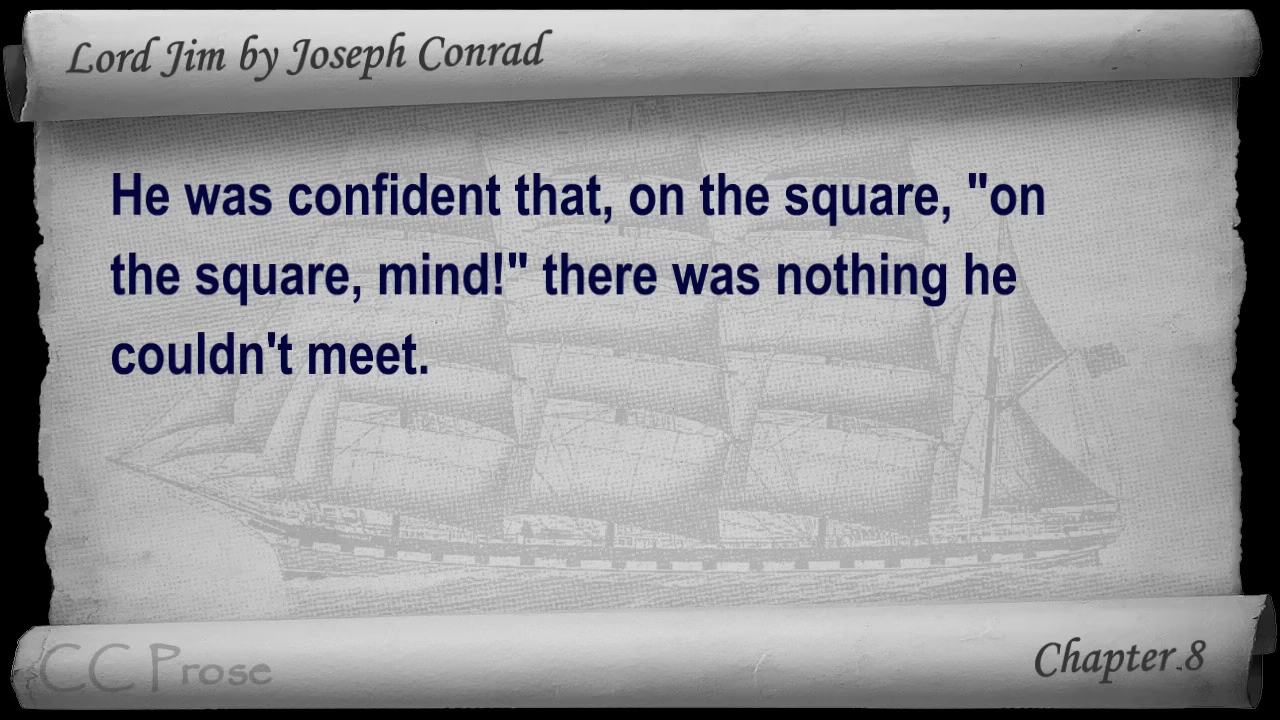 Lord Jim by Joseph Conrad
He was confident that, on the square, "on
the square, mind!" there was nothing he
couldn't meet.
CC Prose
Chapter 8